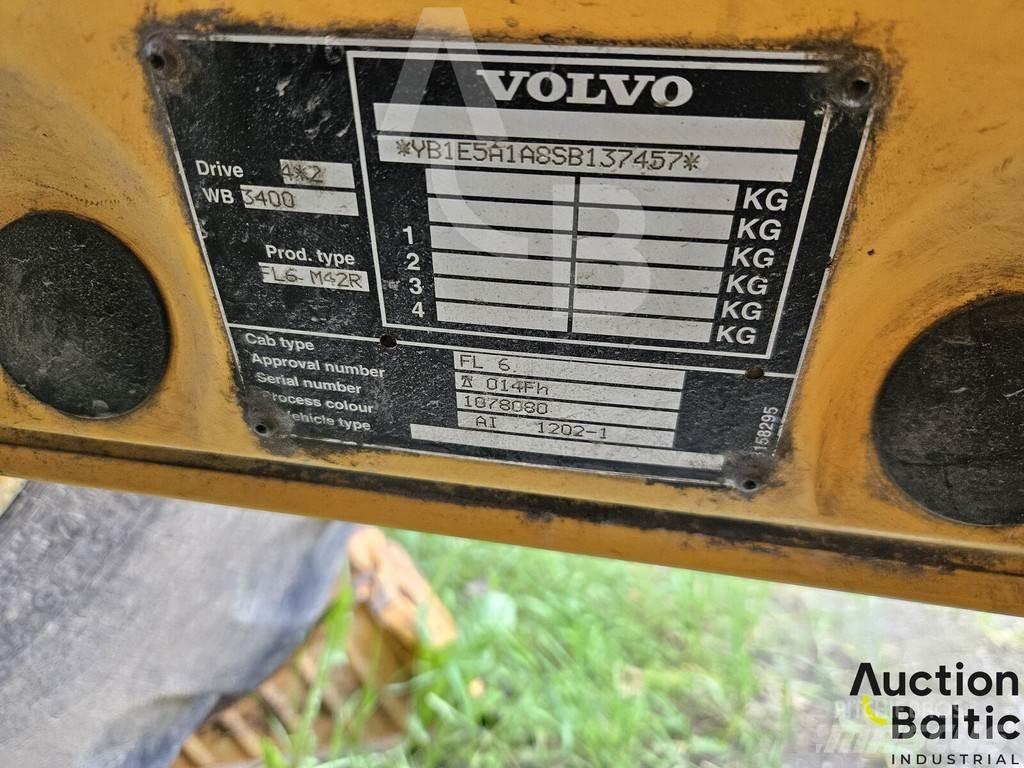 VOLVO
*YB1E5A1A8SB137457*
Drive 4*2
WB 3400
Prod. type
FL6 M42R
KG
KG
1 KG
2 KG
3 KG
4 KG
Cab type FL 6
Approval number 014Fh
Serial number 1078080
Process colour AI 1202-1
Vehicle type
1158295
Auction
Baltic
INDUSTRIAL